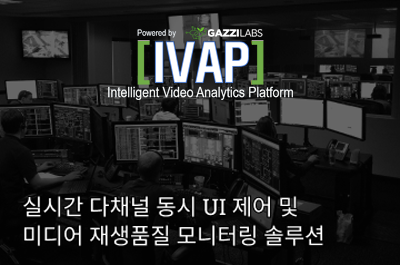 Powered by GAZZILABS
[IVAP]
Intelligent Video Analytics Platform
실시간 다채널 동시 UI 제어 및
미디어 재생품질 모니터링 솔루션